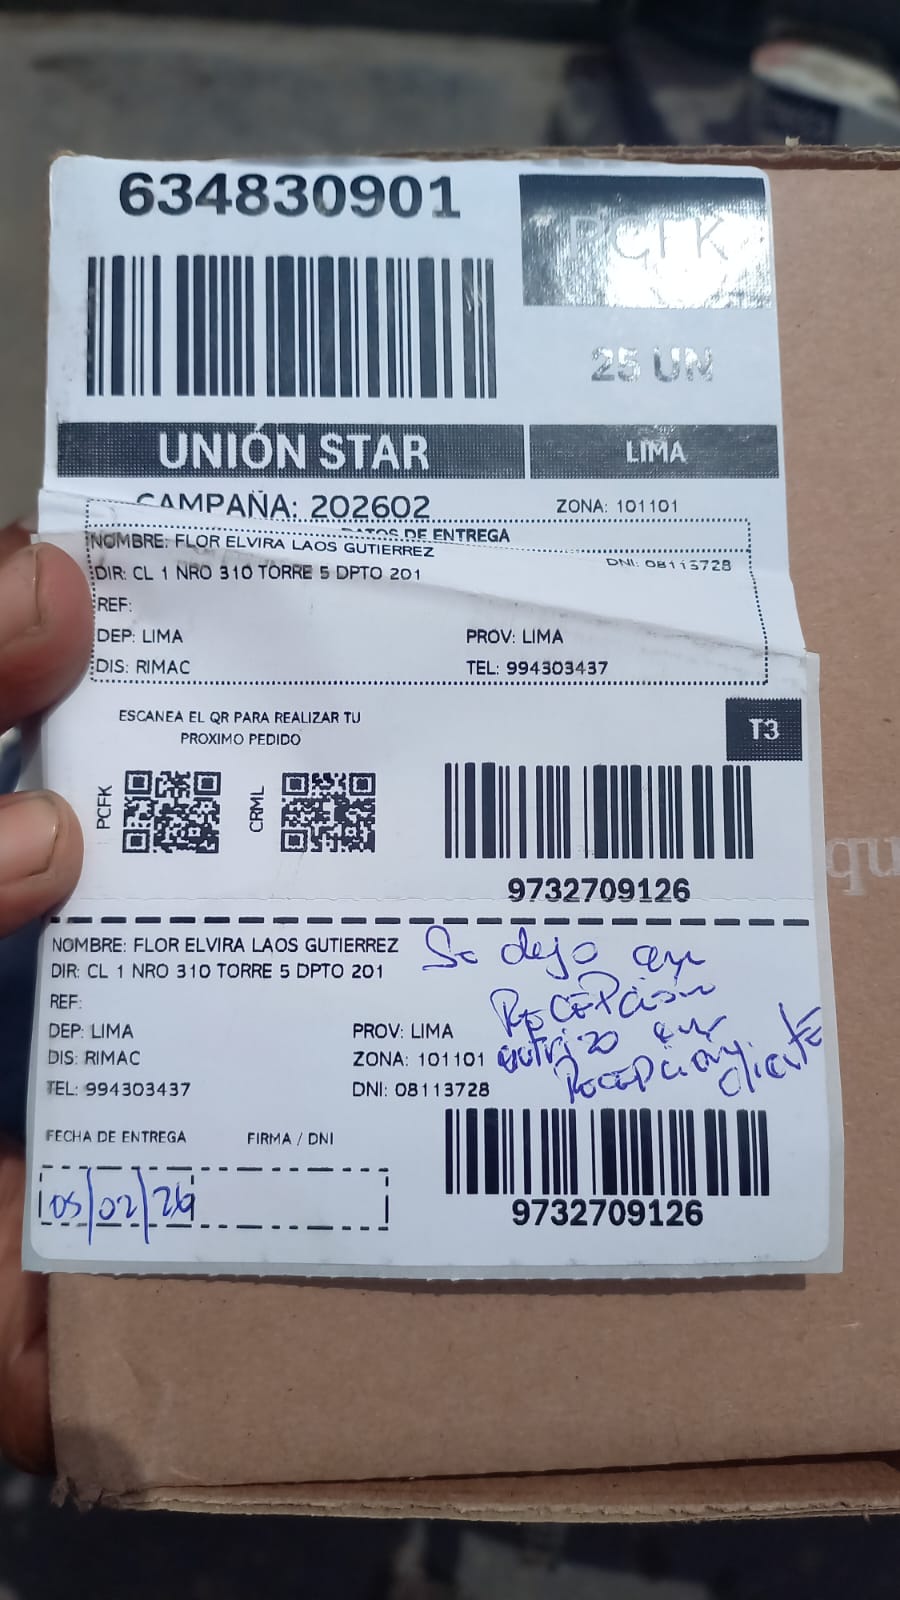 634830901
PCFK
25 UN
UNIÓN STAR
LIMA
CAMPAÑA: 202602
ZONA: 101101
DATOS DE ENTREGA
NOMBRE: FLOR ELVIRA LAOS GUTIERREZ
DNI: 08113728
DIR: CL 1 NRO 310 TORRE 5 DPTO 201
REF:
DEP: LIMA
PROV: LIMA
DIS: RIMAC
TEL: 994303437
ESCANEA EL QR PARA REALIZAR TU
PROXIMO PEDIDO
T3
PCFK
CRML
9732709126
NOMBRE: FLOR ELVIRA LAOS GUTIERREZ
DIR: CL 1 NRO 310 TORRE 5 DPTO 201
REF:
DEP: LIMA
PROV: LIMA
DIS: RIMAC
ZONA: 101101
TEL: 994303437
DNI: 08113728
Se dejo en
RECEPCIÓN
autorizo en
RECEPCIÓN.
cliente
FECHA DE ENTREGA
FIRMA / DNI
05/02/26
9732709126